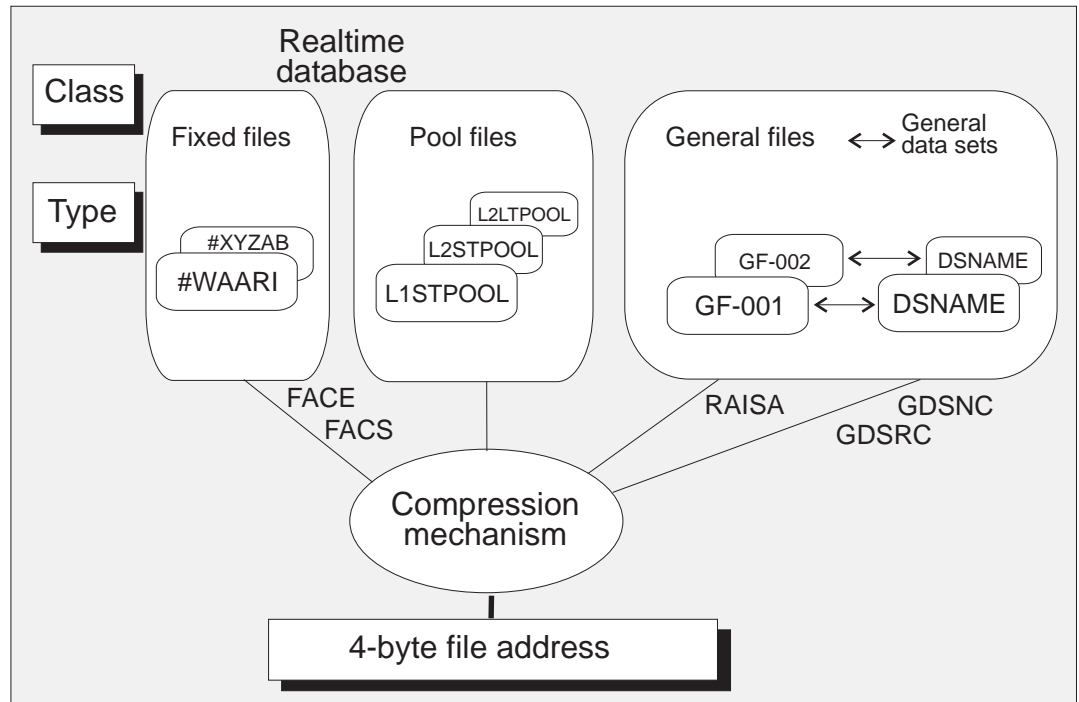 Realtime
database
Class
Fixed files
Pool files
General files
General
data sets
Type
#XYZAB
#WAARI
L2LTPOOL
L2STPOOL
L1STPOOL
GF-002
DSNAME
GF-001
DSNAME
FACE
FACS
RAISA
GDSNC
GDSRC
Compression
mechanism
4-byte file address